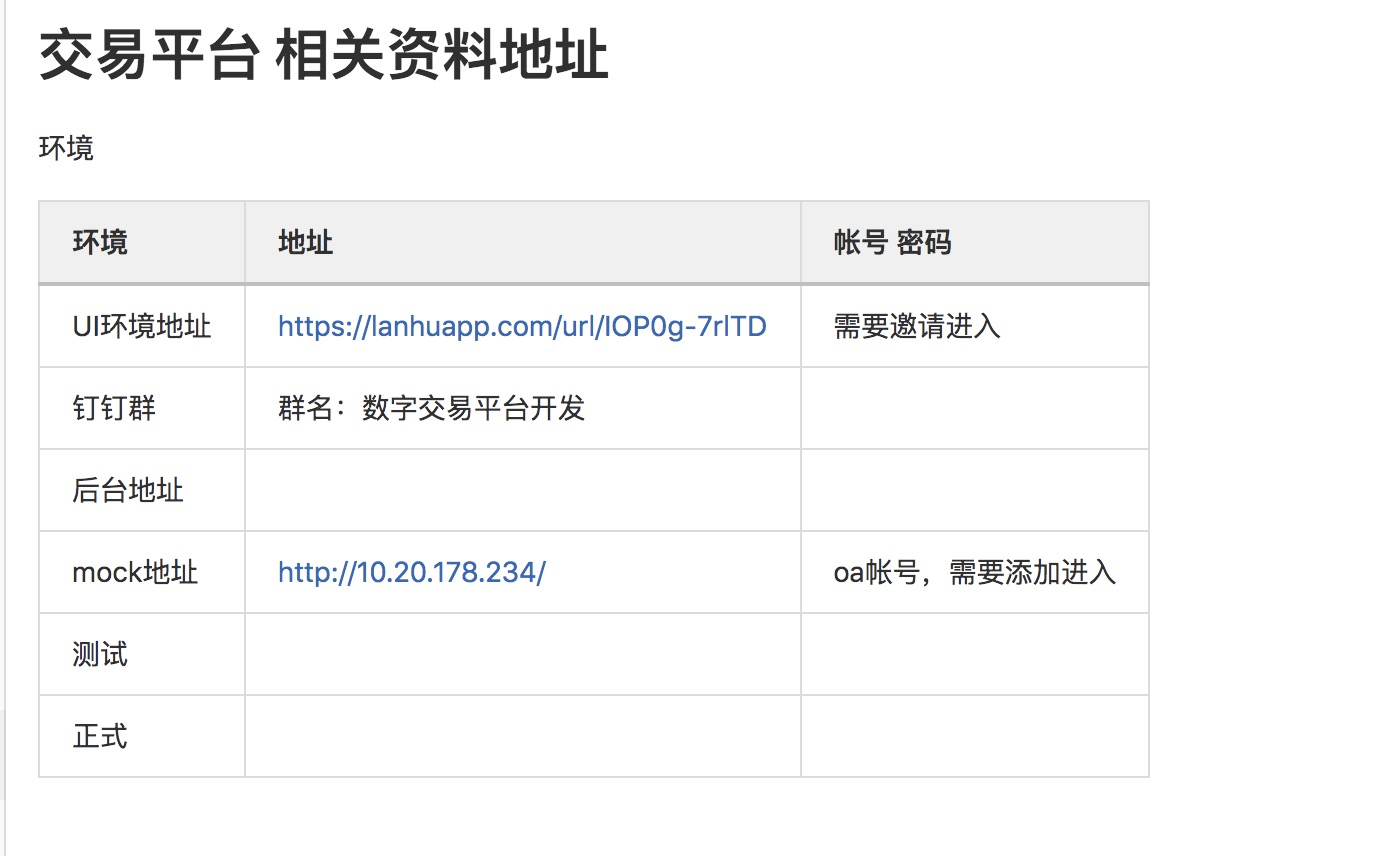 交易平台 相关资料地址
环境
环境 地址 帐号 密码
UI环境地址 https://lanhuapp.com/url/IOP0g-7rlTD 需要邀请进入
钉钉群 群名：数字交易平台开发
后台地址
mock地址 http://10.20.178.234/ oa帐号，需要添加进入
测试
正式